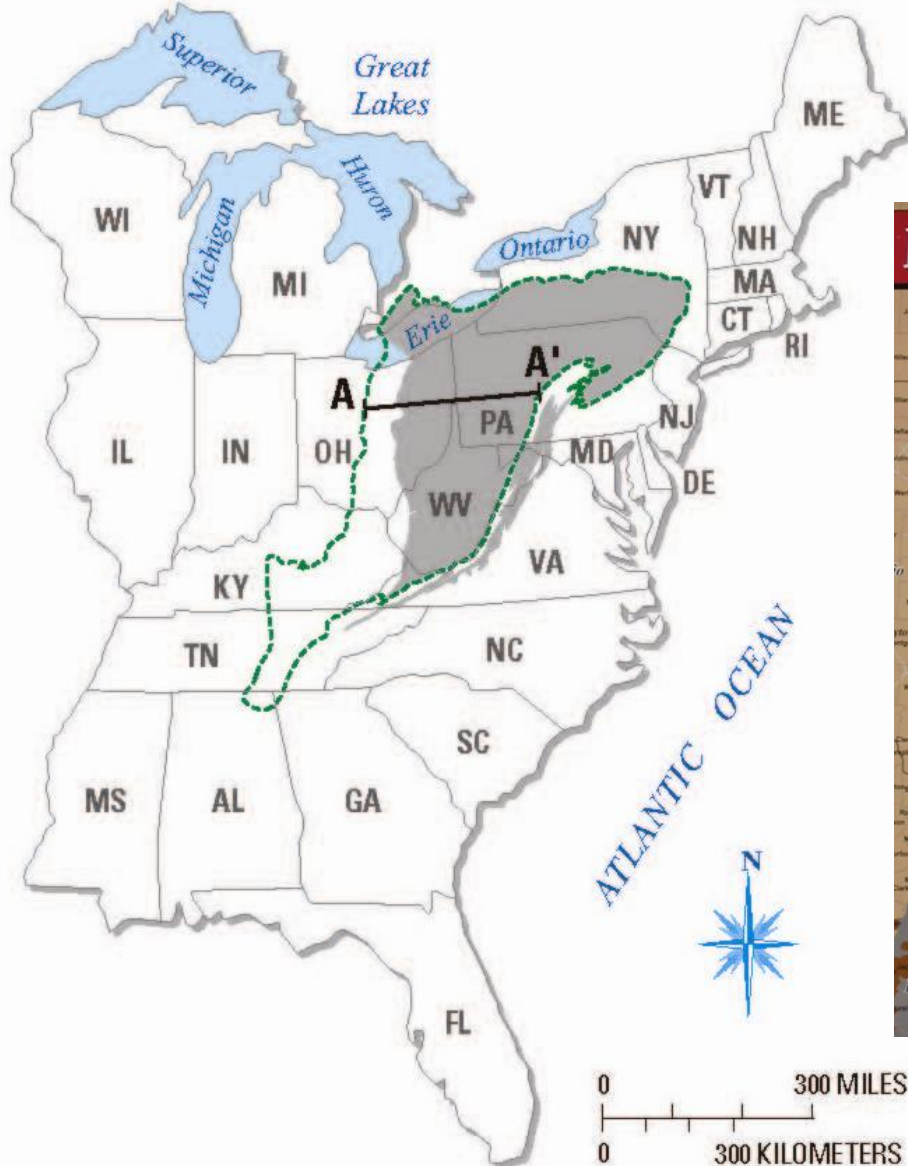 Superior
Great
Lakes
ME
Huron
VT
WI
Michigan
Ontario
NY
NH
MI
MA
Erie
CT
RI
A
A'
PA
NJ
IL
IN
OH
MD
DE
WV
VA
KY
TN
NC
SC
MS
AL
GA
ATLANTIC OCEAN
N
FL
0 300 MILES
0 300 KILOMETERS